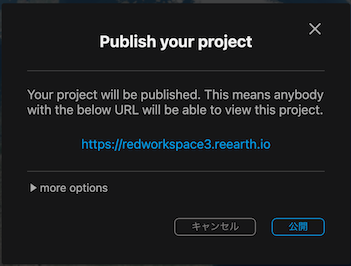 Publish your project
Your project will be published. This means anybody
with the below URL will be able to view this project.
https://redworkspace3.reearth.io
more options
キャンセル
公開